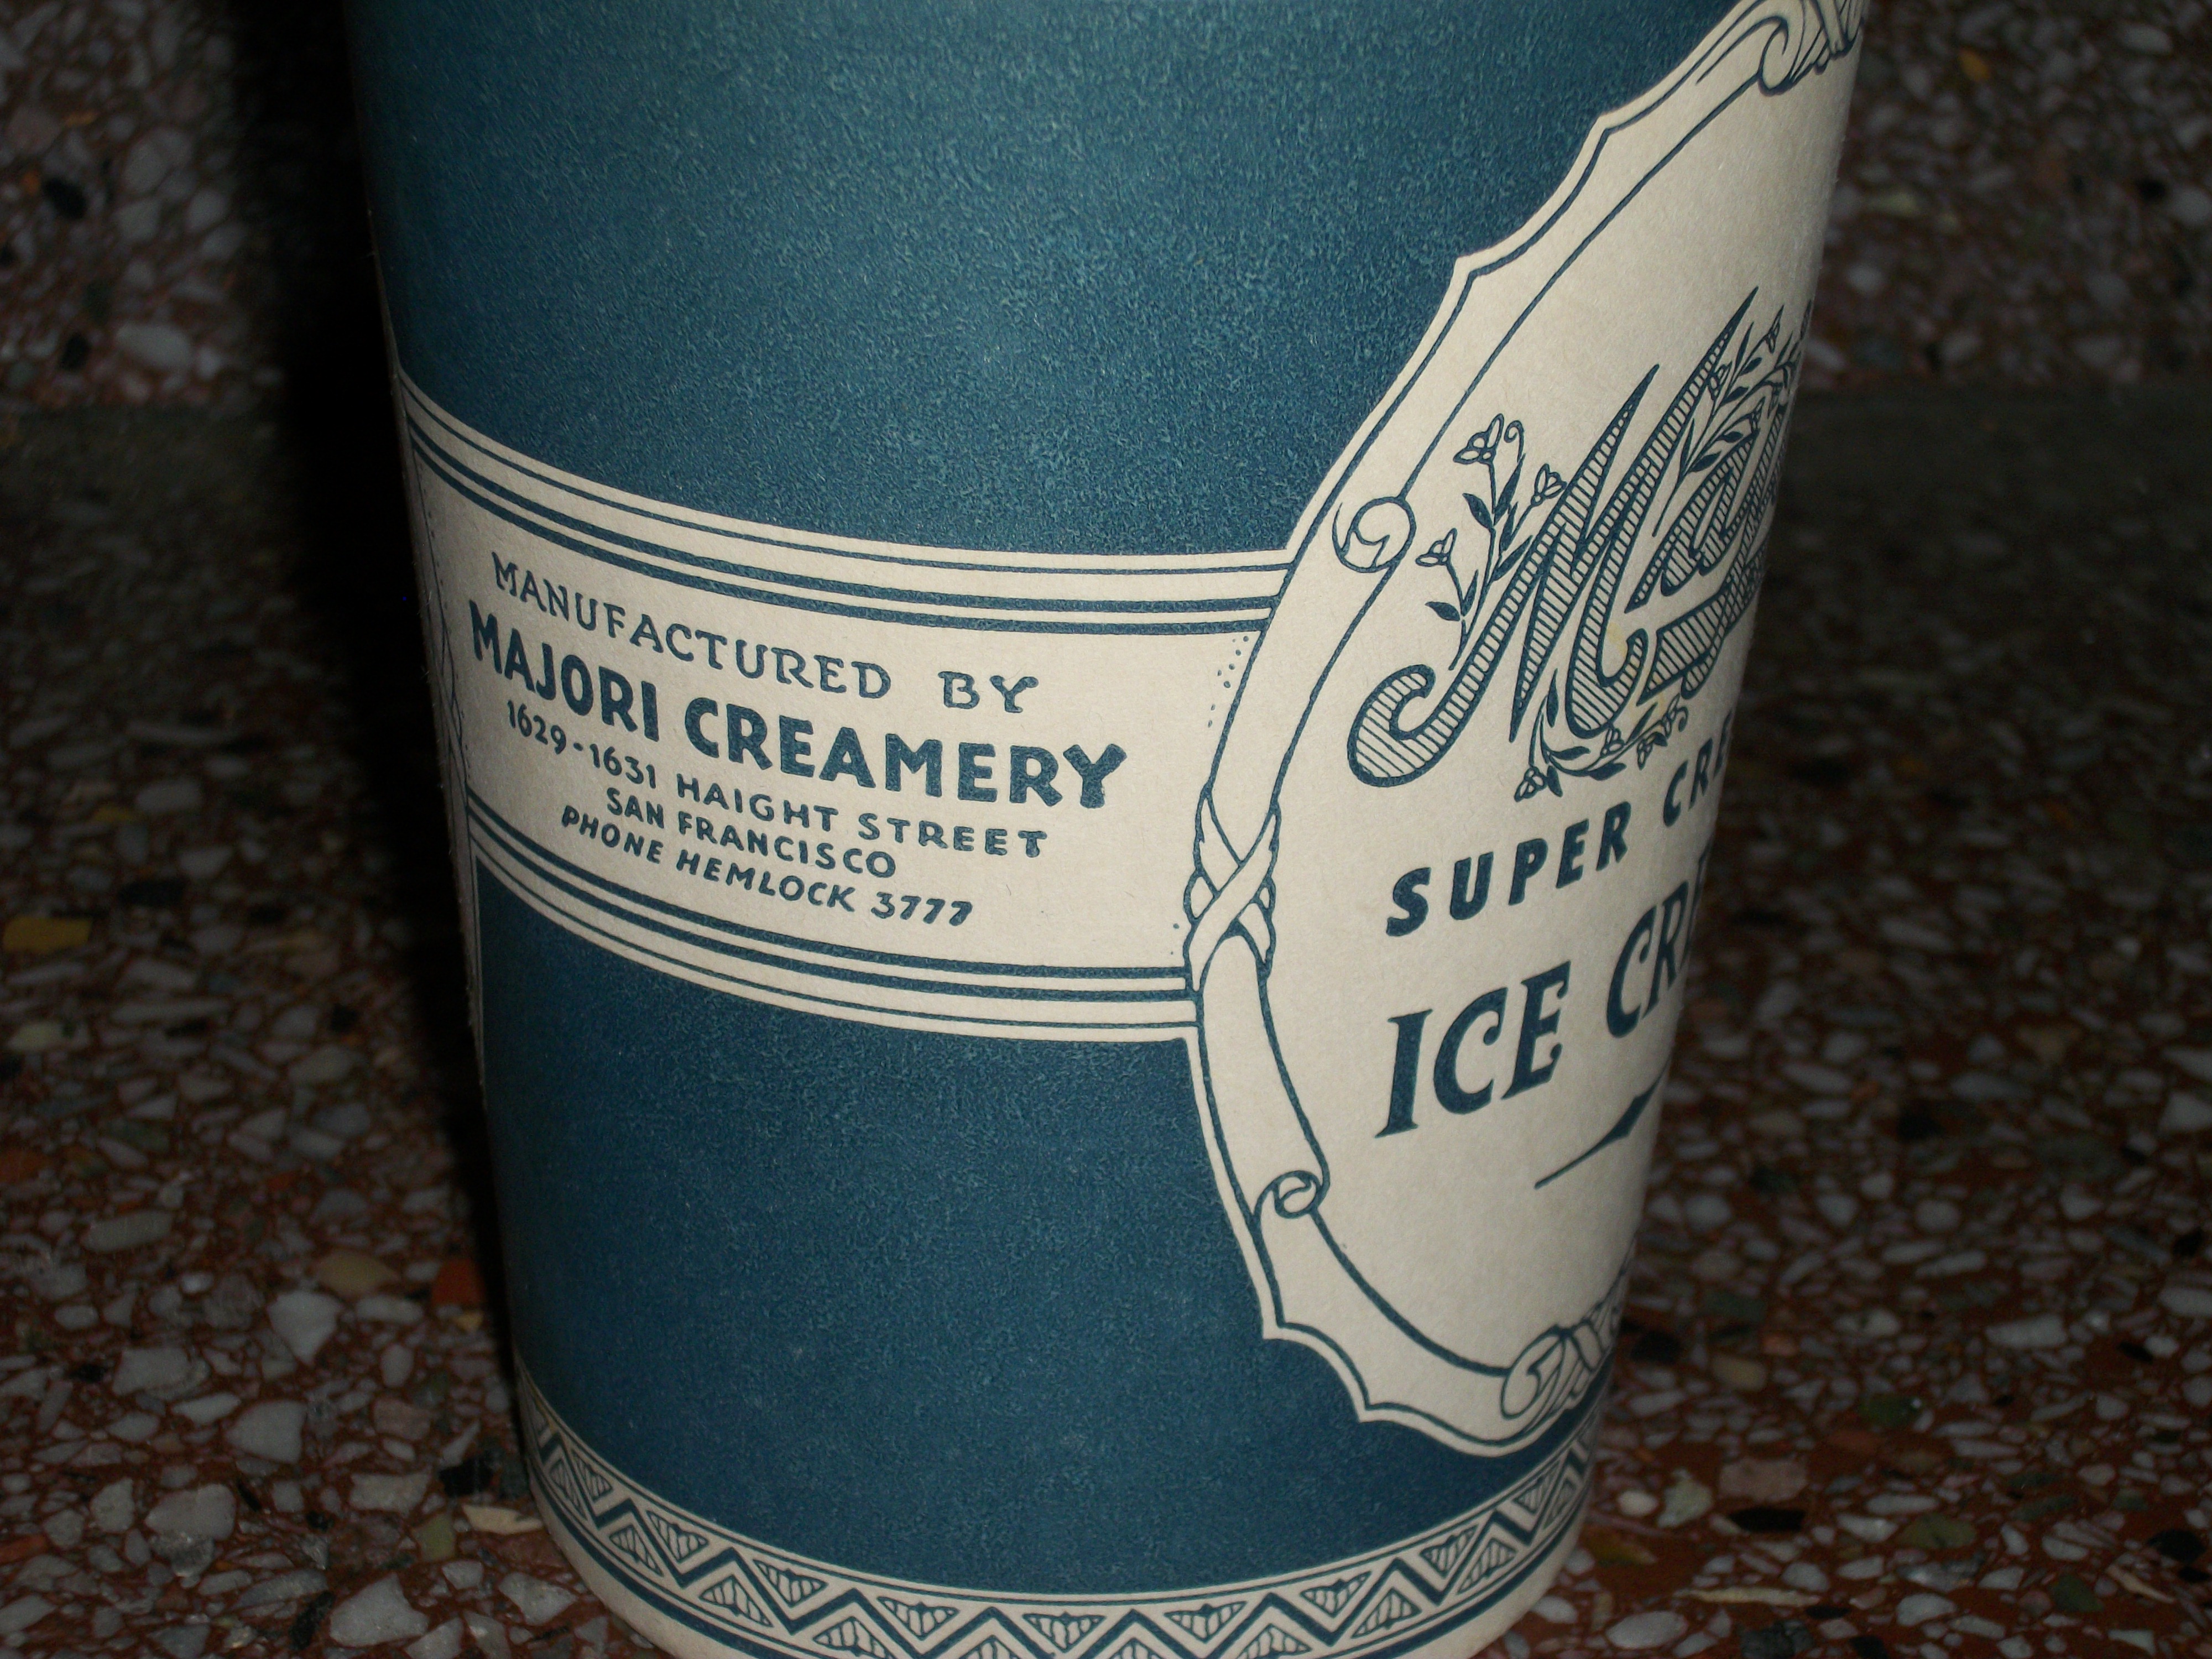 MANUFACTURED BY
MAJORI CREAMERY
1629-1631 HAIGHT STREET
SAN FRANCISCO
PHONE HEMLOCK 3777
SUPER
ICE